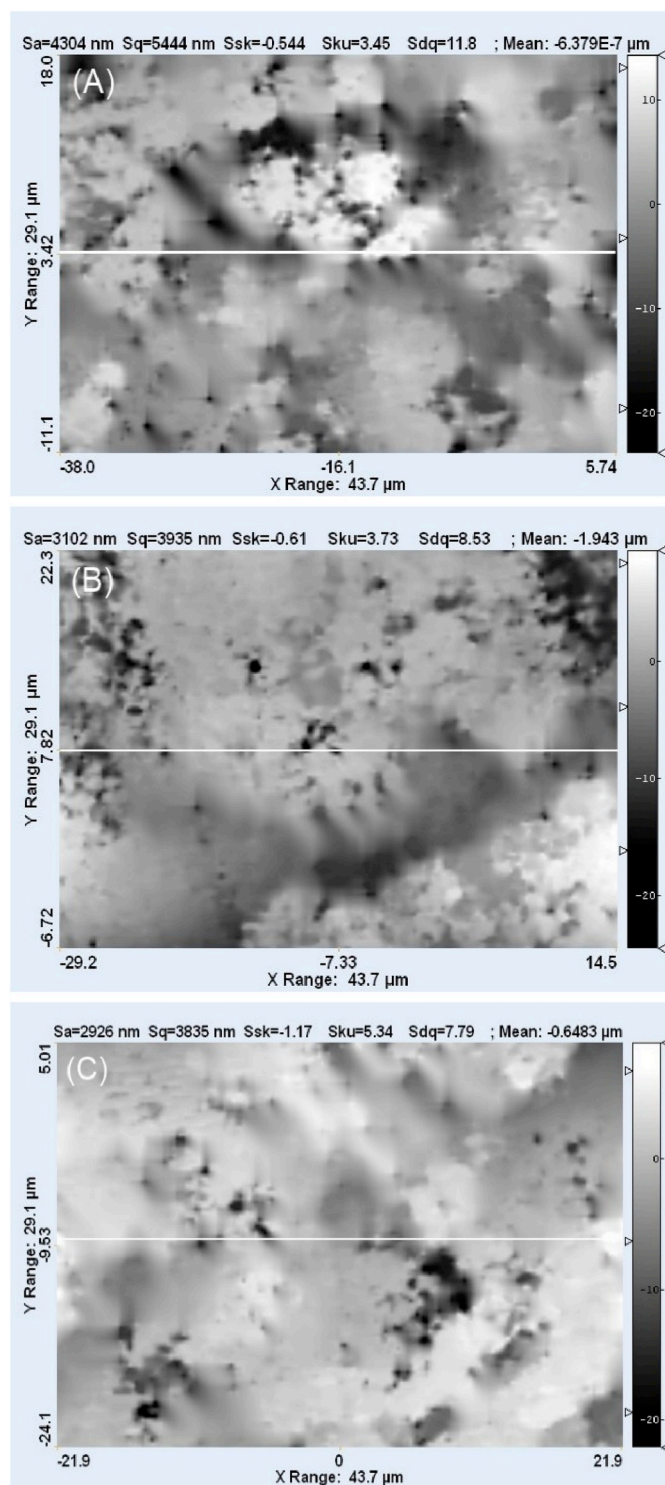 Sa=4304 nm Sq=5444 nm Ssk=-0.544 Sku=3.45 Sdq=11.8 ; Mean: -6.379E-7 µm
(A)
18.0
3.42
-11.1
Y Range: 29.1 µm
10
0
-10
-20
-38.0 -16.1 5.74
X Range: 43.7 µm
Sa=3102 nm Sq=3935 nm Ssk=-0.61 Sku=3.73 Sdq=8.53 ; Mean: -1.943 µm
(B)
22.3
7.82
-6.72
Y Range: 29.1 µm
0
-10
-20
-29.2 -7.33 14.5
X Range: 43.7 µm
Sa=2926 nm Sq=3835 nm Ssk=-1.17 Sku=5.34 Sdq=7.79 ; Mean: -0.6483 µm
(C)
5.01
-9.53
-24.1
Y Range: 29.1 µm
0
-10
-20
-21.9 0 21.9
X Range: 43.7 µm